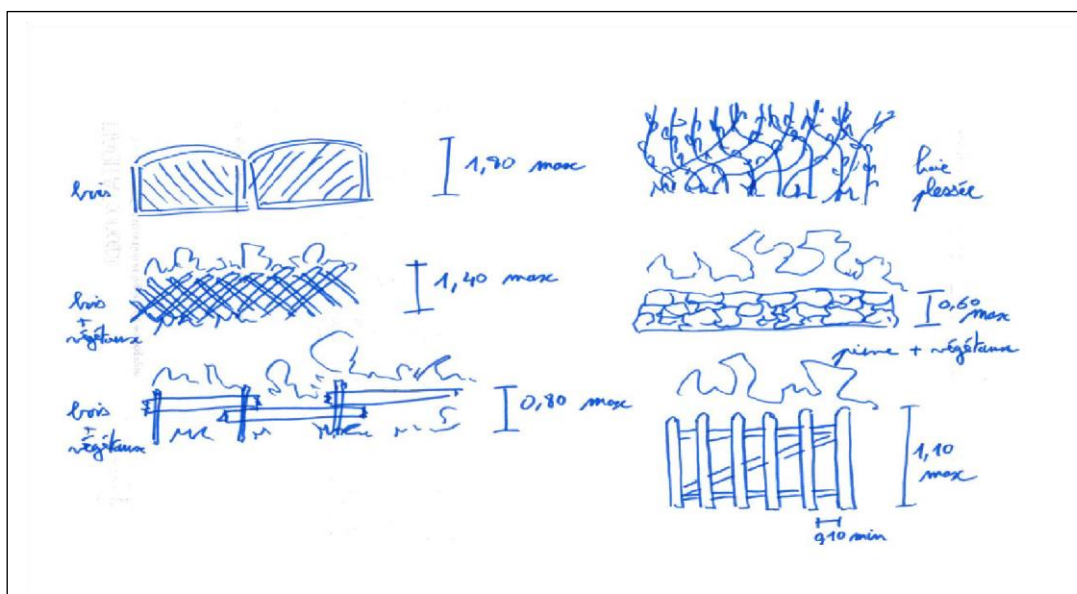 bois
1,80 max
haie
plessée
bois
+
végétaux
1,40 max
0,60
max
pierre + végétaux
bois
+
végétaux
0,80 max
1,10
max
0,10 min